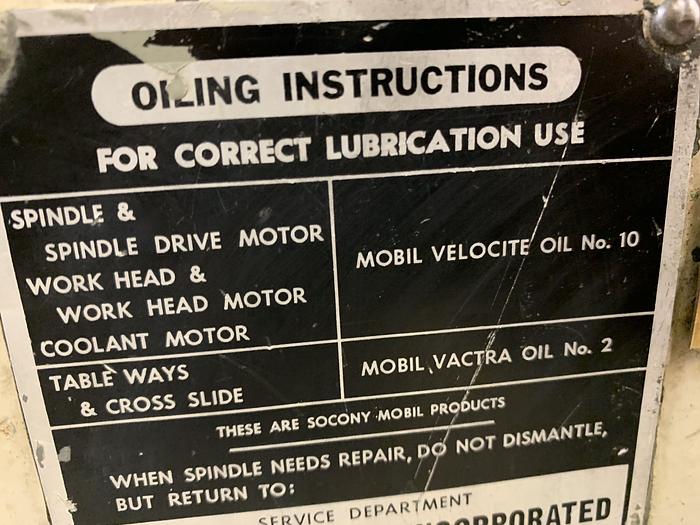 OILING INSTRUCTIONS
FOR CORRECT LUBRICATION USE
SPINDLE &
SPINDLE DRIVE MOTOR
WORK HEAD &
WORK HEAD MOTOR
COOLANT MOTOR
MOBIL VELOCITE OIL No. 10
TABLE WAYS
& CROSS SLIDE
MOBIL VACTRA OIL No. 2
THESE ARE SOCONY MOBIL PRODUCTS
WHEN SPINDLE NEEDS REPAIR, DO NOT DISMANTLE,
BUT RETURN TO:
SERVICE DEPARTMENT
INCORPORATED